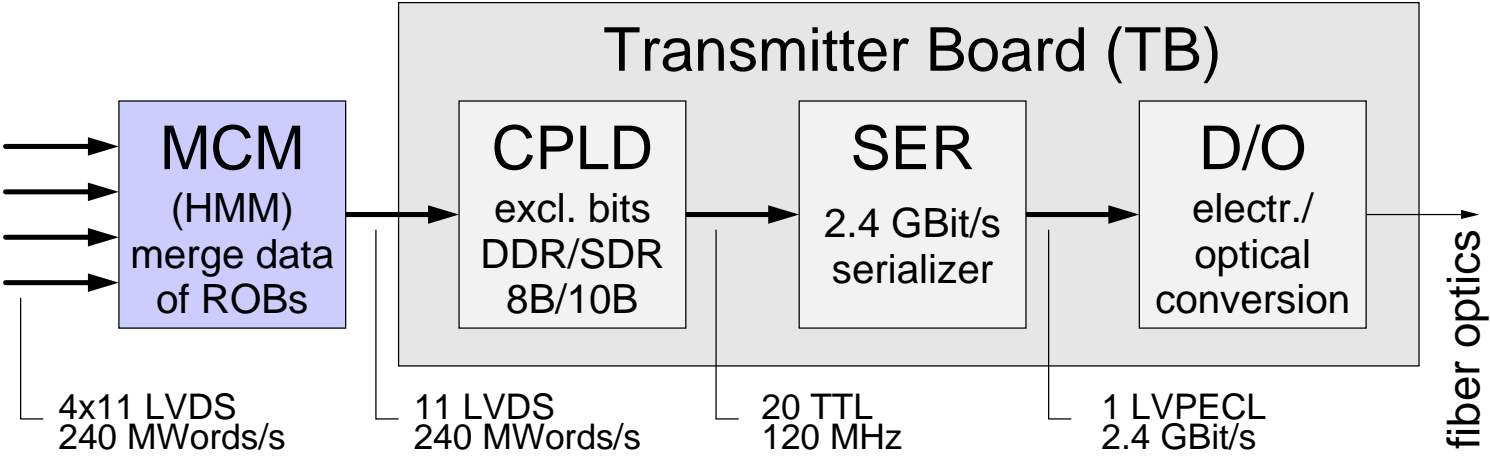 Transmitter Board (TB)
MCM
(HMM)
merge data
of ROBs
CPLD
excl. bits
DDR/SDR
8B/10B
SER
2.4 GBit/s
serializer
D/O
electr./
optical
conversion
fiber optics
4x11 LVDS
240 MWords/s
11 LVDS
240 MWords/s
20 TTL
120 MHz
1 LVPECL
2.4 GBit/s